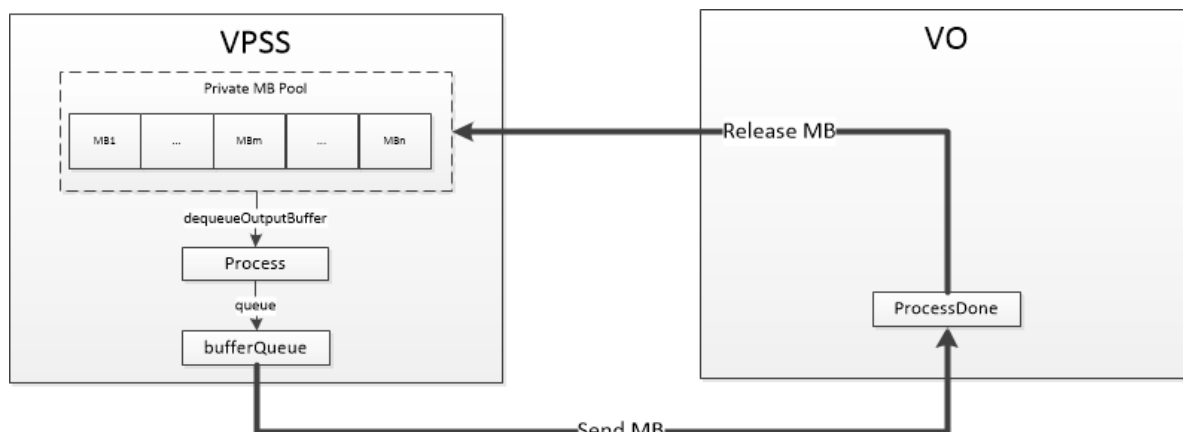 VPSS
Private MB Pool
MB1
...
MBm
...
MBn
dequeueOutputBuffer
Process
queue
bufferQueue
VO
Release MB
ProcessDone
Send MB